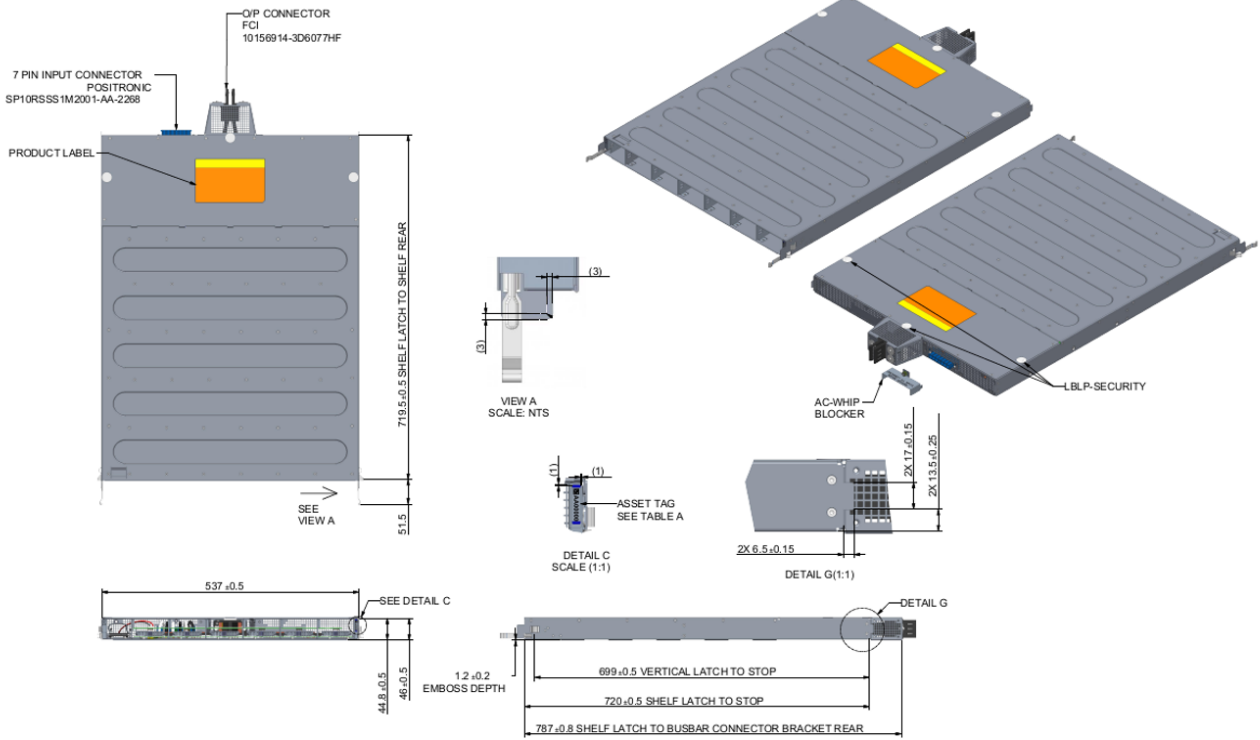 O/P CONNECTOR
FCI
10156914-3D6077HF
7 PIN INPUT CONNECTOR
POSITRONIC
SP10RSSS1M2001-AA-2268
PRODUCT LABEL
719.5±0.5 SHELF LATCH TO SHELF REAR
51.5
SEE
VIEW A
(3)
(3)
VIEW A
SCALE: NTS
LBLP-SECURITY
AC-WHIP
BLOCKER
(1)
(1)
ASSET TAG
SEE TABLE A
DETAIL C
SCALE (1:1)
2X 17±0.15
2X 13.5±0.25
2X 6.5±0.15
DETAIL G(1:1)
537±0.5
SEE DETAIL C
44.8±0.5
46±0.5
DETAIL G
1.2±0.2
EMBOSS DEPTH
699±0.5 VERTICAL LATCH TO STOP
720±0.5 SHELF LATCH TO STOP
787±0.8 SHELF LATCH TO BUSBAR CONNECTOR BRACKET REAR